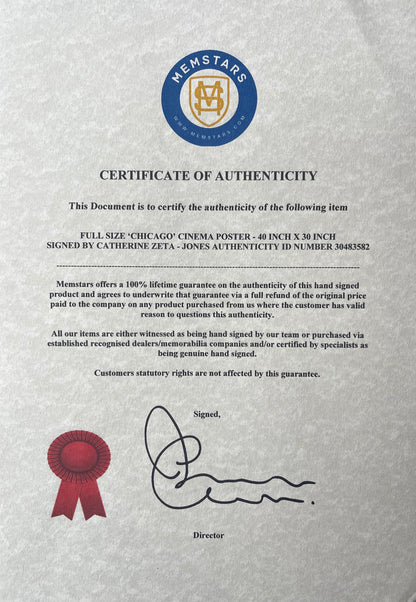 MEMSTARS
WWW.MEMSTARS.COM
CERTIFICATE OF AUTHENTICITY
This Document is to certify the authenticity of the following item
FULL SIZE ‘CHICAGO’ CINEMA POSTER - 40 INCH X 30 INCH
SIGNED BY CATHERINE ZETA - JONES AUTHENTICITY ID NUMBER 30483582
Memstars offers a 100% lifetime guarantee on the authenticity of this hand signed
product and agrees to underwrite that guarantee via a full refund of the original price
paid to the company on any product purchased from us where the customer has valid
reason to questions this authenticity.
All our items are either witnessed as being hand signed by our team or purchased via
established recognised dealers/memorabilia companies and/or certified by specialists as
being genuine hand signed.
Customers statutory rights are not affected by this guarantee.
Signed,
Director